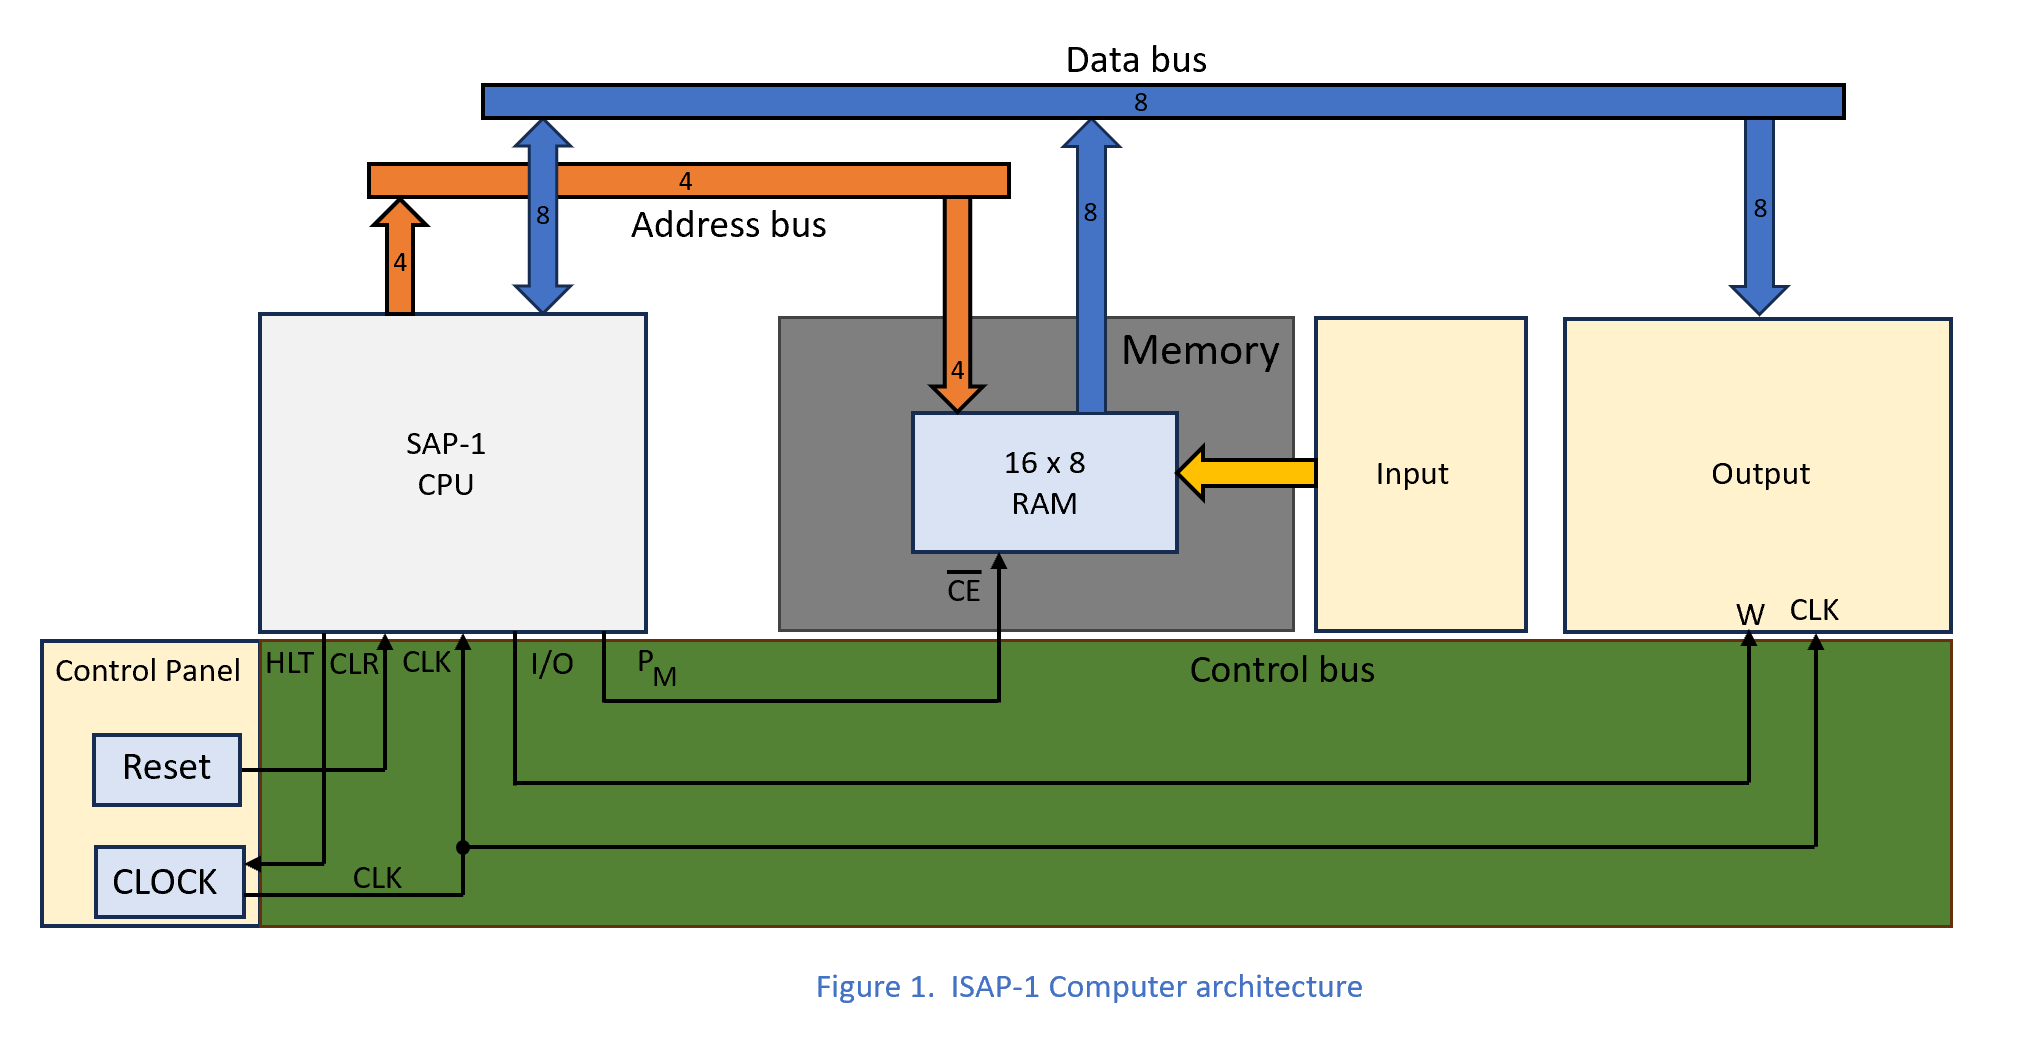 Data bus
8
4
8
Address bus
8
8
4
4
Memory
SAP-1
CPU
16 x 8
RAM
Input
Output
CE
W
CLK
Control Panel
HLT
CLR
CLK
I/O
PM
Control bus
Reset
CLOCK
CLK
Figure 1. ISAP-1 Computer architecture